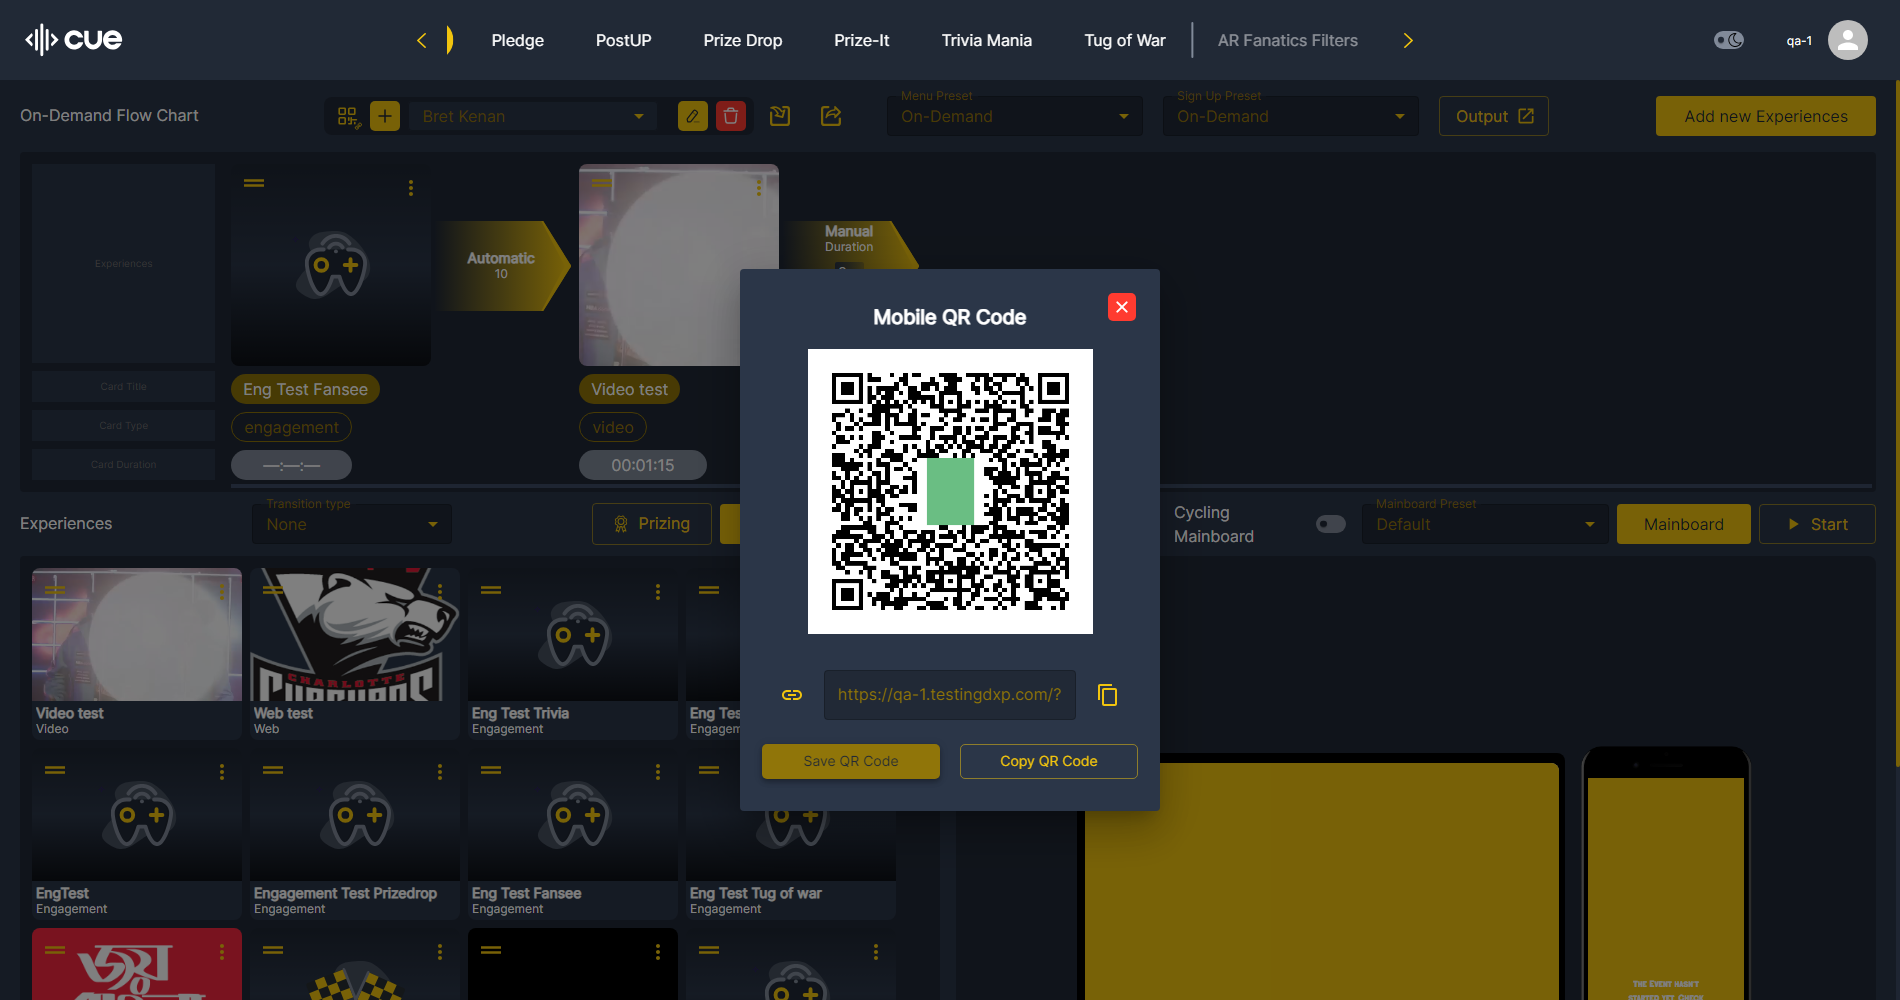 cue
Pledge
PostUP
Prize Drop
Prize-It
Trivia Mania
Tug of War
AR Fanatics Filters
qa-1
On-Demand Flow Chart
Bret Kenan
Menu Preset
On-Demand
Sign Up Preset
On-Demand
Output
Add new Experiences
Experiences
Automatic
10
Manual
Duration
Card Title
Eng Test Fansee
Video test
Card Type
engagement
video
Card Duration
—:—:—
00:01:15
Mobile QR Code
https://qa-1.testingdxp.com/?
Save QR Code
Copy QR Code
Experiences
Transition type
None
Prizing
Cycling
Mainboard
Mainboard Preset
Default
Mainboard
Start
Video test
Video
CHARLOTTE
Web test
Web
Eng Test Trivia
Engagement
Eng Tes
Engagement
EngTest
Engagement
Engagement Test Prizedrop
Engagement
Eng Test Fansee
Engagement
Eng Test Tug of war
Engagement
জয়
The Event hasn't
started yet. Check